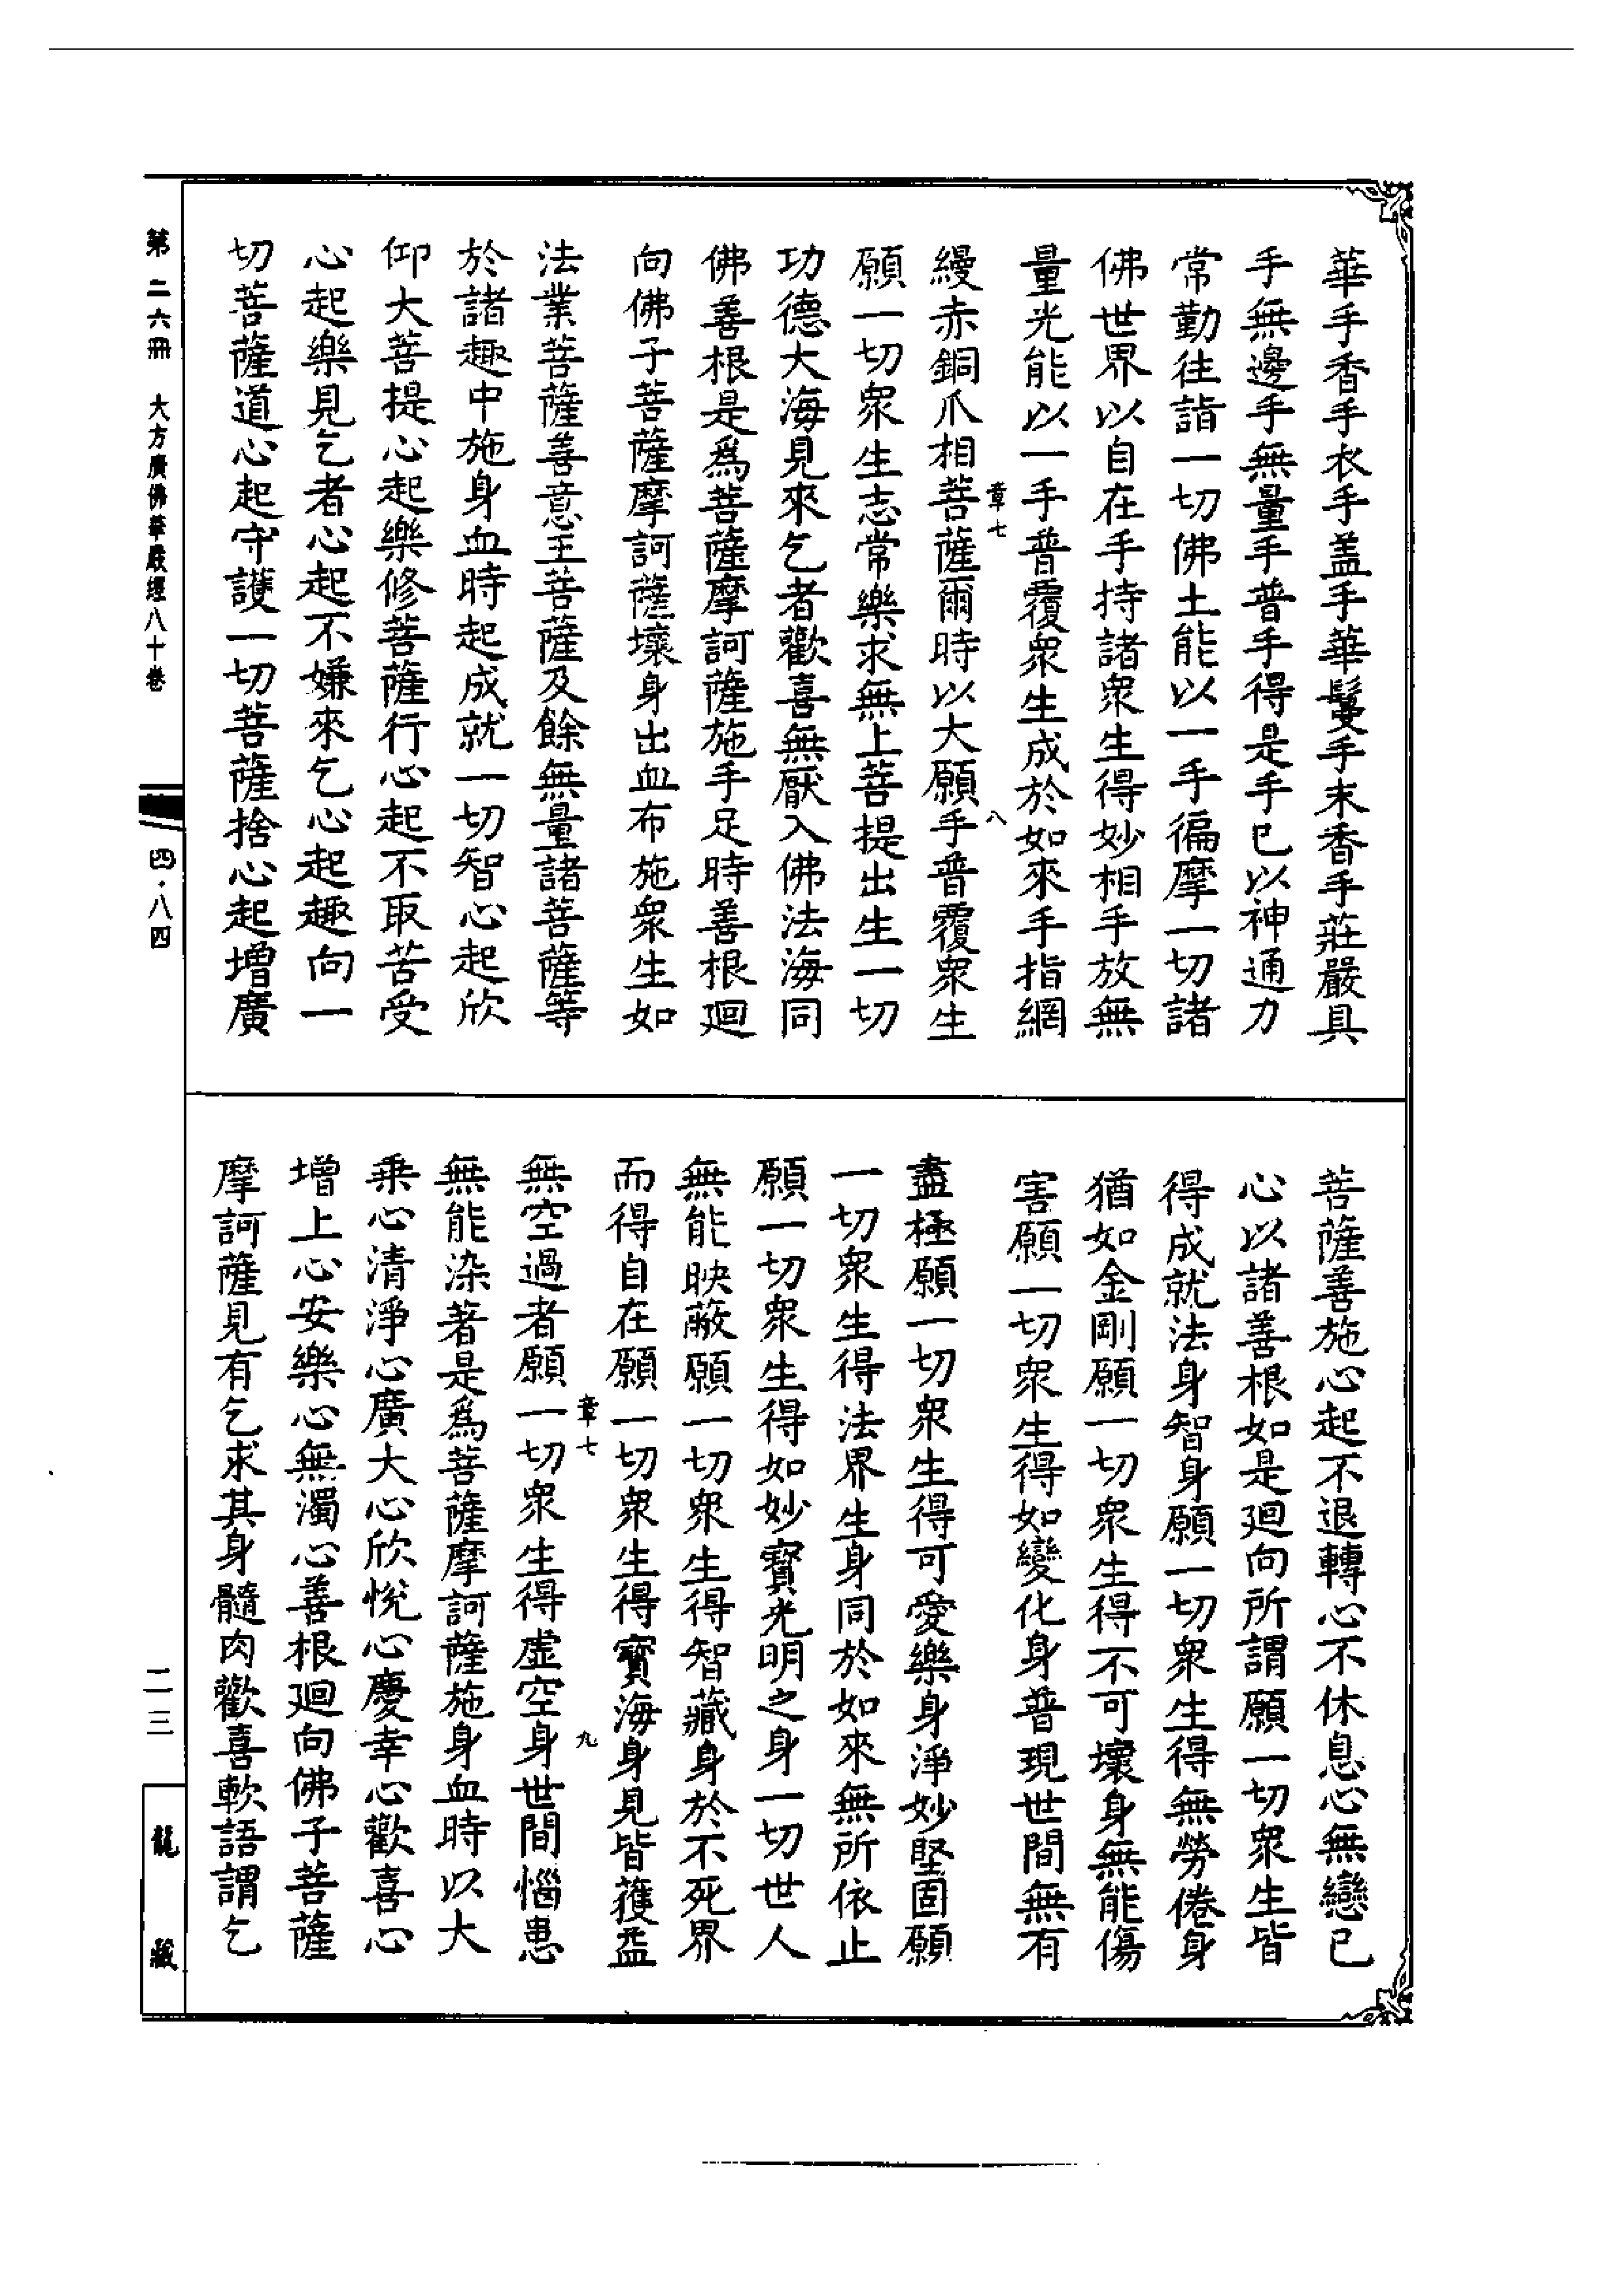 華手香手衣手盖手華鬘手末香手莊嚴具
手無邊手無量手普手得是手已以神通力
常勤往詣一切佛土能以一手徧摩一切諸
佛世界以自在手持諸衆生得妙相手放無
量光能以一手普覆衆生成於如來手指網
章七 八
縵赤銅爪相菩薩爾時以大願手普覆衆生
願一切衆生志常樂求無上菩提出生一切
功德大海見來乞者歡喜無厭入佛法海同
佛善根是爲菩薩摩訶薩施手足時善根廻
向佛子菩薩摩訶薩壞身出血布施衆生如
法業菩薩善意王菩薩及餘無量諸菩薩等
於諸趣中施身血時起成就一切智心起欣
仰大菩提心起樂修菩薩行心起不取苦受
心起樂見乞者心起不嫌來乞心起趣向一
切菩薩道心起守護一切菩薩捨心起增廣
菩薩善施心起不退轉心不休息心無戀已
心以諸善根如是廻向所謂願一切衆生皆
得成就法身智身願一切衆生得無勞倦身
猶如金剛願一切衆生得不可壞身無能傷
害願一切衆生得如變化身普現世間無有
盡極願一切衆生得可愛樂身淨妙堅固願
一切衆生得法界生身同於如來無所依止
願一切衆生得如妙寶光明之身一切世人
無能映蔽願一切衆生得智藏身於不死界
而得自在願一切衆生得寶海身見皆獲益
章七 九
無空過者願一切衆生得虛空身世間惱患
無能染著是爲菩薩摩訶薩施身血時以大
乗心清淨心廣大心欣悅心慶幸心歡喜心
增上心安樂心無濁心善根廻向佛子菩薩
摩訶薩見有乞求其身髓肉歡喜軟語謂乞
第二六冊 大方廣佛華嚴經八十卷
四·八四
二三
龍藏